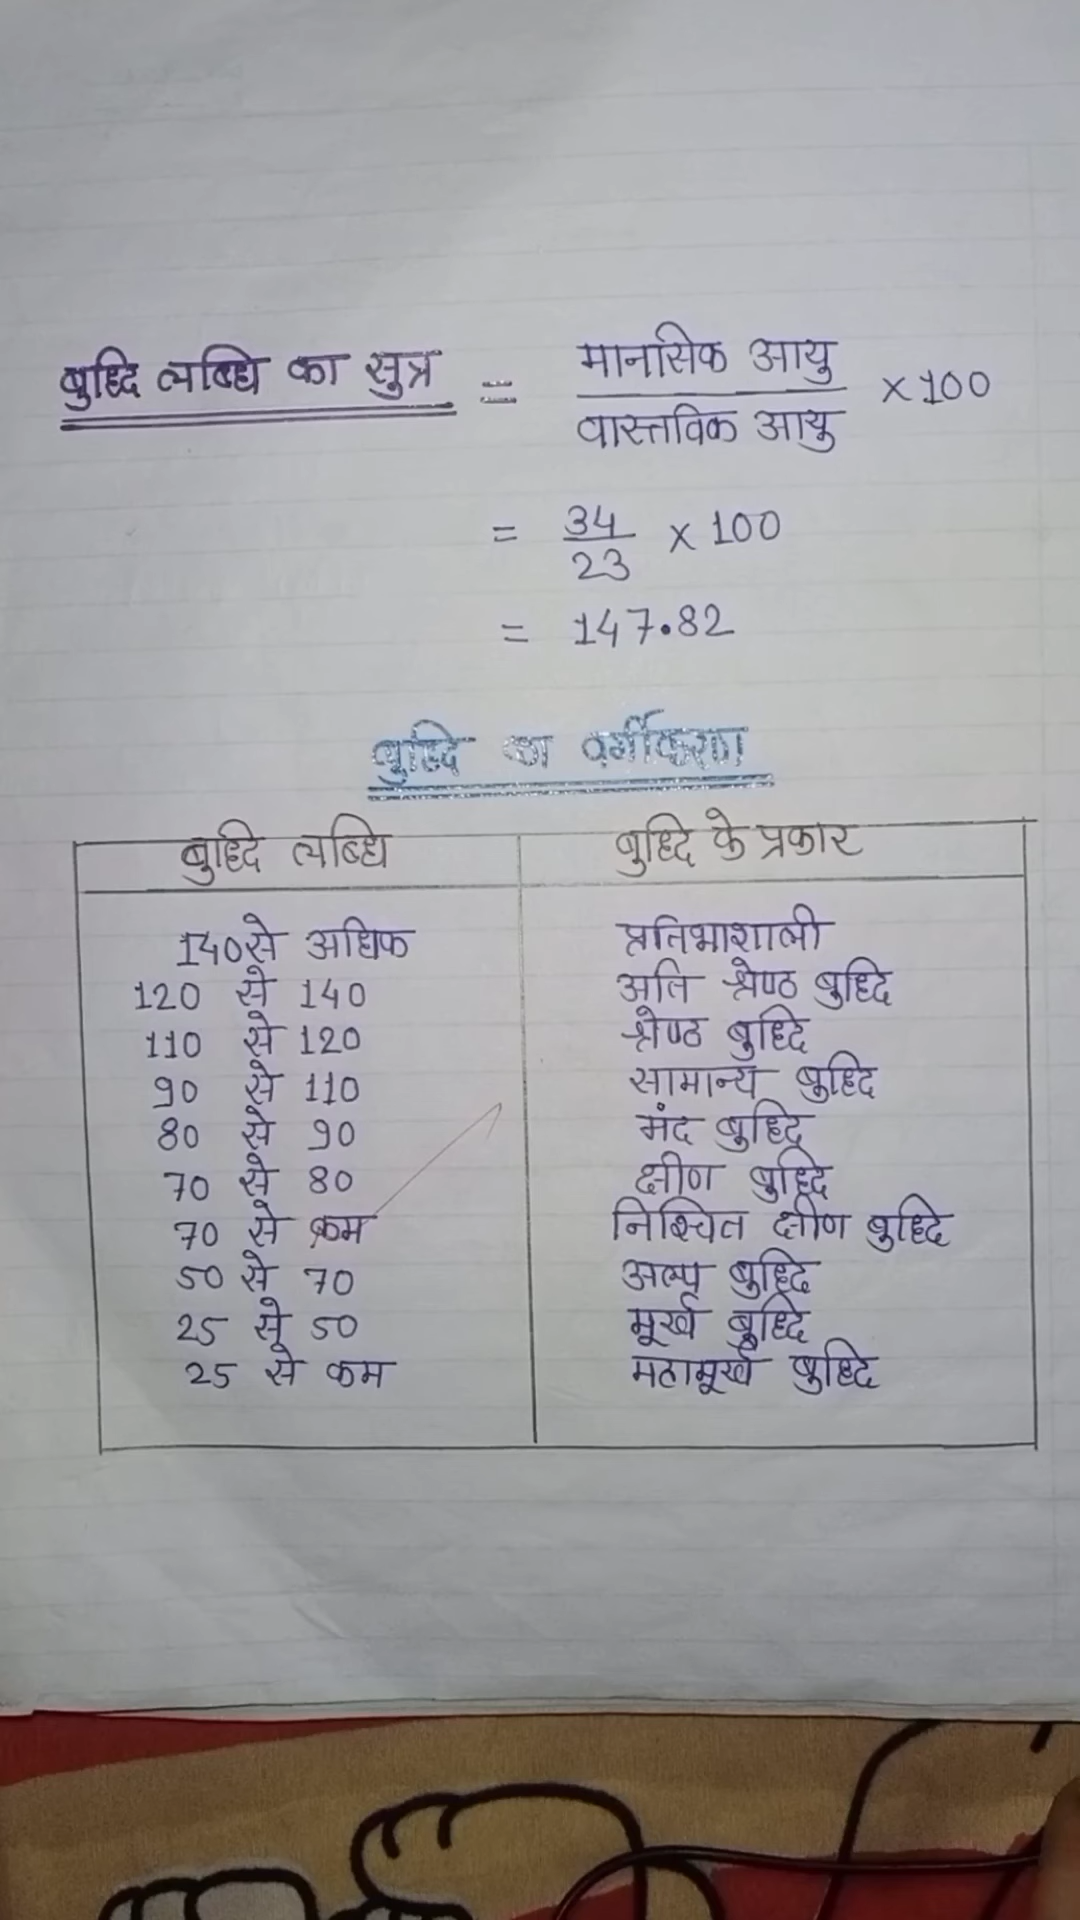 बुद्धि लब्धि का सुत्र = मानसिक आयु / वास्तविक आयु × 100
= 34/23 × 100
= 147.82
बुद्धि का वर्गीकरण
बुद्धि लब्धि बुद्धि के प्रकार
140 से अधिक प्रतिभाशाली
120 से 140 अति श्रेष्ठ बुद्धि
110 से 120 श्रेष्ठ बुद्धि
90 से 110 सामान्य बुद्धि
80 से 90 मंद बुद्धि
70 से 80 क्षीण बुद्धि
70 से कम निश्चित क्षीण बुद्धि
50 से 70 अल्प बुद्धि
25 से 50 मूर्ख बुद्धि
25 से कम महामूर्ख बुद्धि